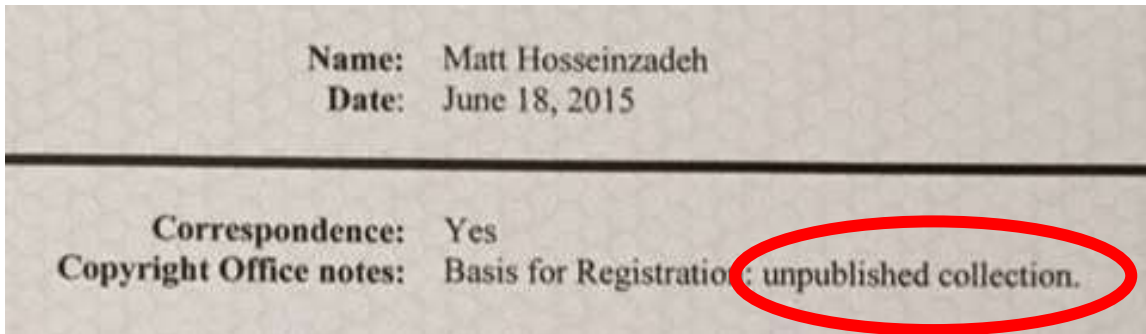 Name: Matt Hosseinzadeh
Date: June 18, 2015
Correspondence: Yes
Copyright Office notes: Basis for Registration: unpublished collection.